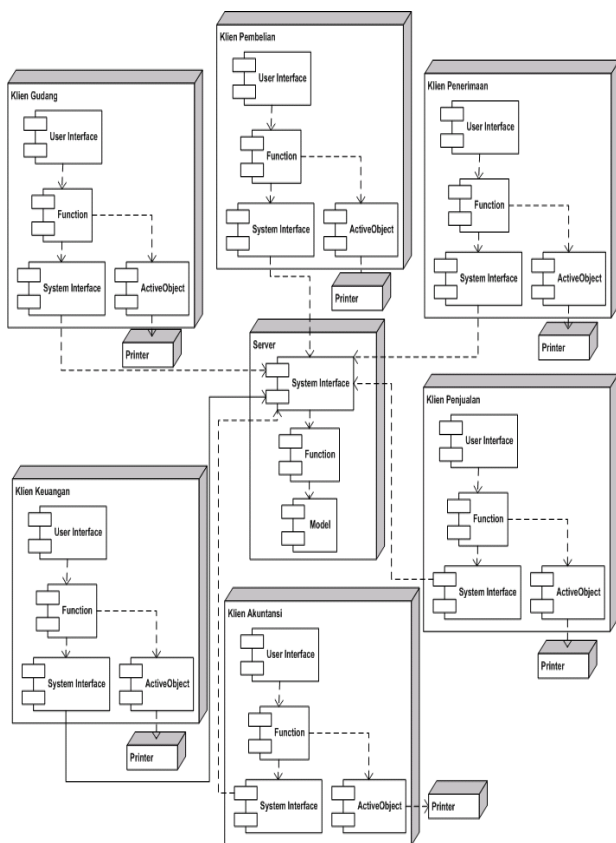 Klien Pembelian
User Interface
Function
System Interface
ActiveObject
Printer
Klien Gudang
User Interface
Function
System Interface
ActiveObject
Printer
Klien Penerimaan
User Interface
Function
System Interface
ActiveObject
Printer
Server
System Interface
Function
Model
Klien Penjualan
User Interface
Function
System Interface
ActiveObject
Printer
Klien Keuangan
User Interface
Function
System Interface
ActiveObject
Printer
Klien Akuntansi
User Interface
Function
System Interface
ActiveObject
Printer